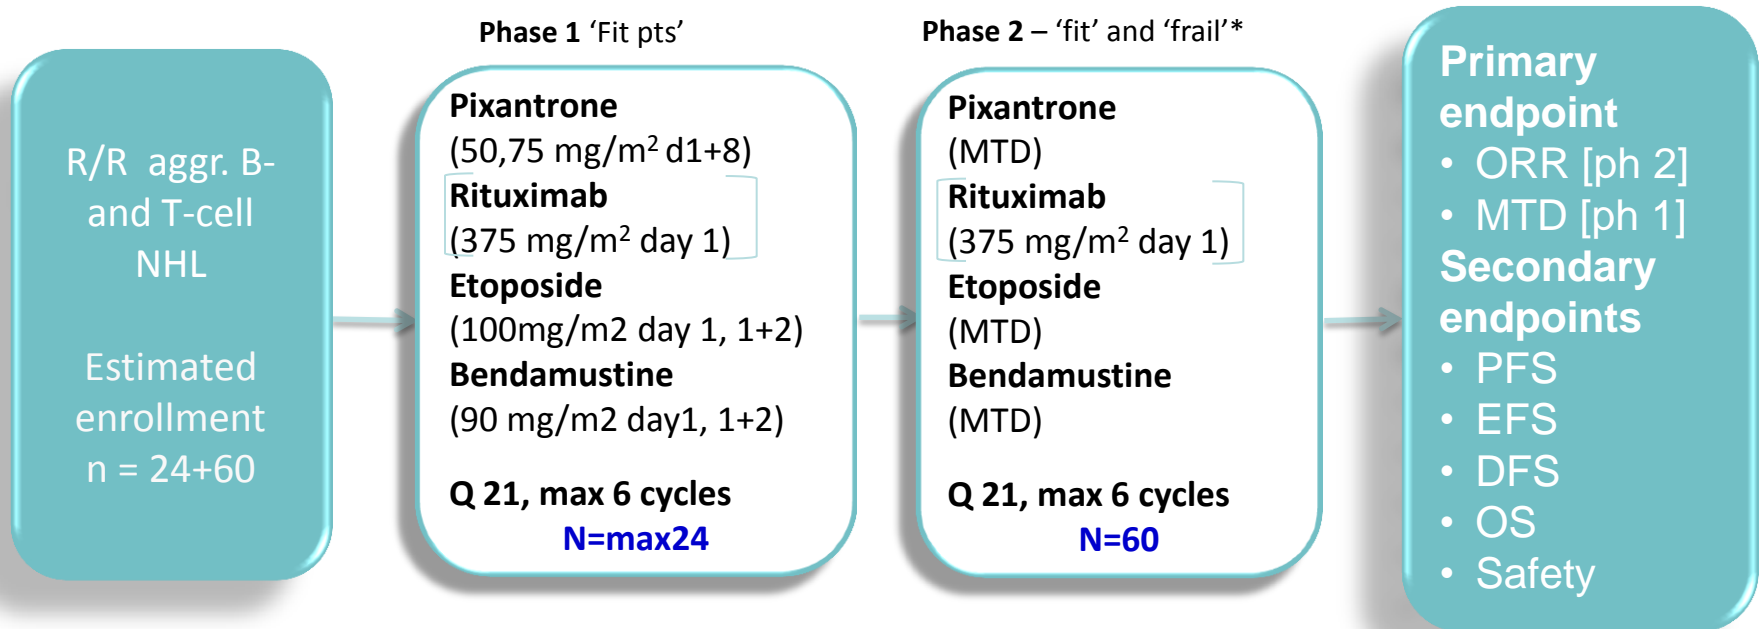 R/R aggr. B-
and T-cell
NHL
Estimated
enrollment
n = 24+60
Phase 1 ‘Fit pts’
Pixantrone
(50,75 mg/m² d1+8)
Rituximab
(375 mg/m² day 1)
Etoposide
(100mg/m2 day 1, 1+2)
Bendamustine
(90 mg/m2 day1, 1+2)
Q 21, max 6 cycles
N=max24
Phase 2 – ‘fit’ and ‘frail’*
Pixantrone
(MTD)
Rituximab
(375 mg/m² day 1)
Etoposide
(MTD)
Bendamustine
(MTD)
Q 21, max 6 cycles
N=60
Primary
endpoint
• ORR [ph 2]
• MTD [ph 1]
Secondary
endpoints
• PFS
• EFS
• DFS
• OS
• Safety